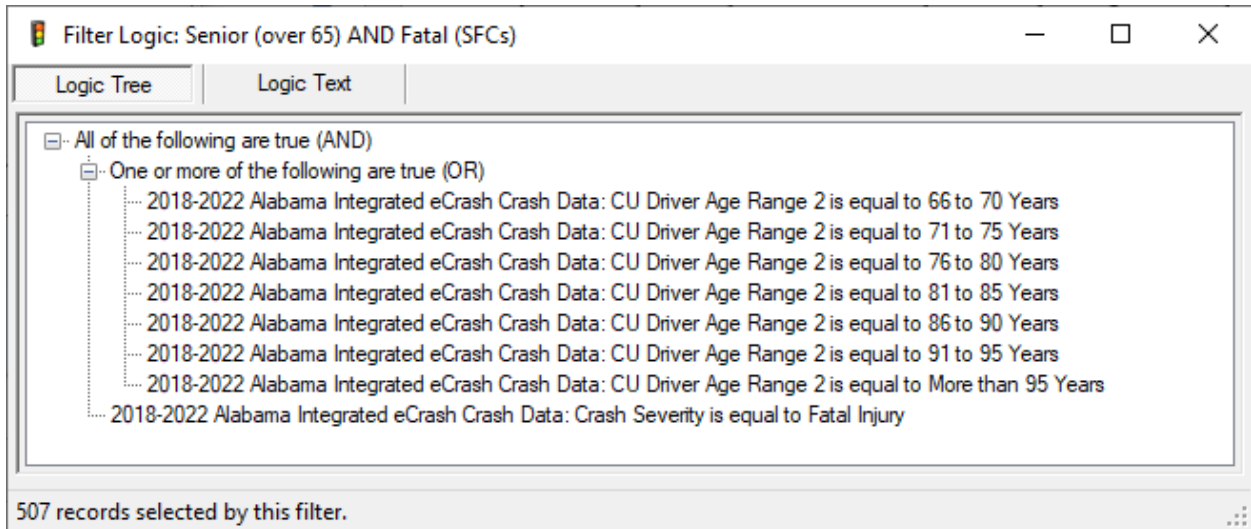 Filter Logic: Senior (over 65) AND Fatal (SFCs)
Logic Tree
Logic Text
All of the following are true (AND)
One or more of the following are true (OR)
2018-2022 Alabama Integrated eCrash Crash Data: CU Driver Age Range 2 is equal to 66 to 70 Years
2018-2022 Alabama Integrated eCrash Crash Data: CU Driver Age Range 2 is equal to 71 to 75 Years
2018-2022 Alabama Integrated eCrash Crash Data: CU Driver Age Range 2 is equal to 76 to 80 Years
2018-2022 Alabama Integrated eCrash Crash Data: CU Driver Age Range 2 is equal to 81 to 85 Years
2018-2022 Alabama Integrated eCrash Crash Data: CU Driver Age Range 2 is equal to 86 to 90 Years
2018-2022 Alabama Integrated eCrash Crash Data: CU Driver Age Range 2 is equal to 91 to 95 Years
2018-2022 Alabama Integrated eCrash Crash Data: CU Driver Age Range 2 is equal to More than 95 Years
2018-2022 Alabama Integrated eCrash Crash Data: Crash Severity is equal to Fatal Injury
507 records selected by this filter.